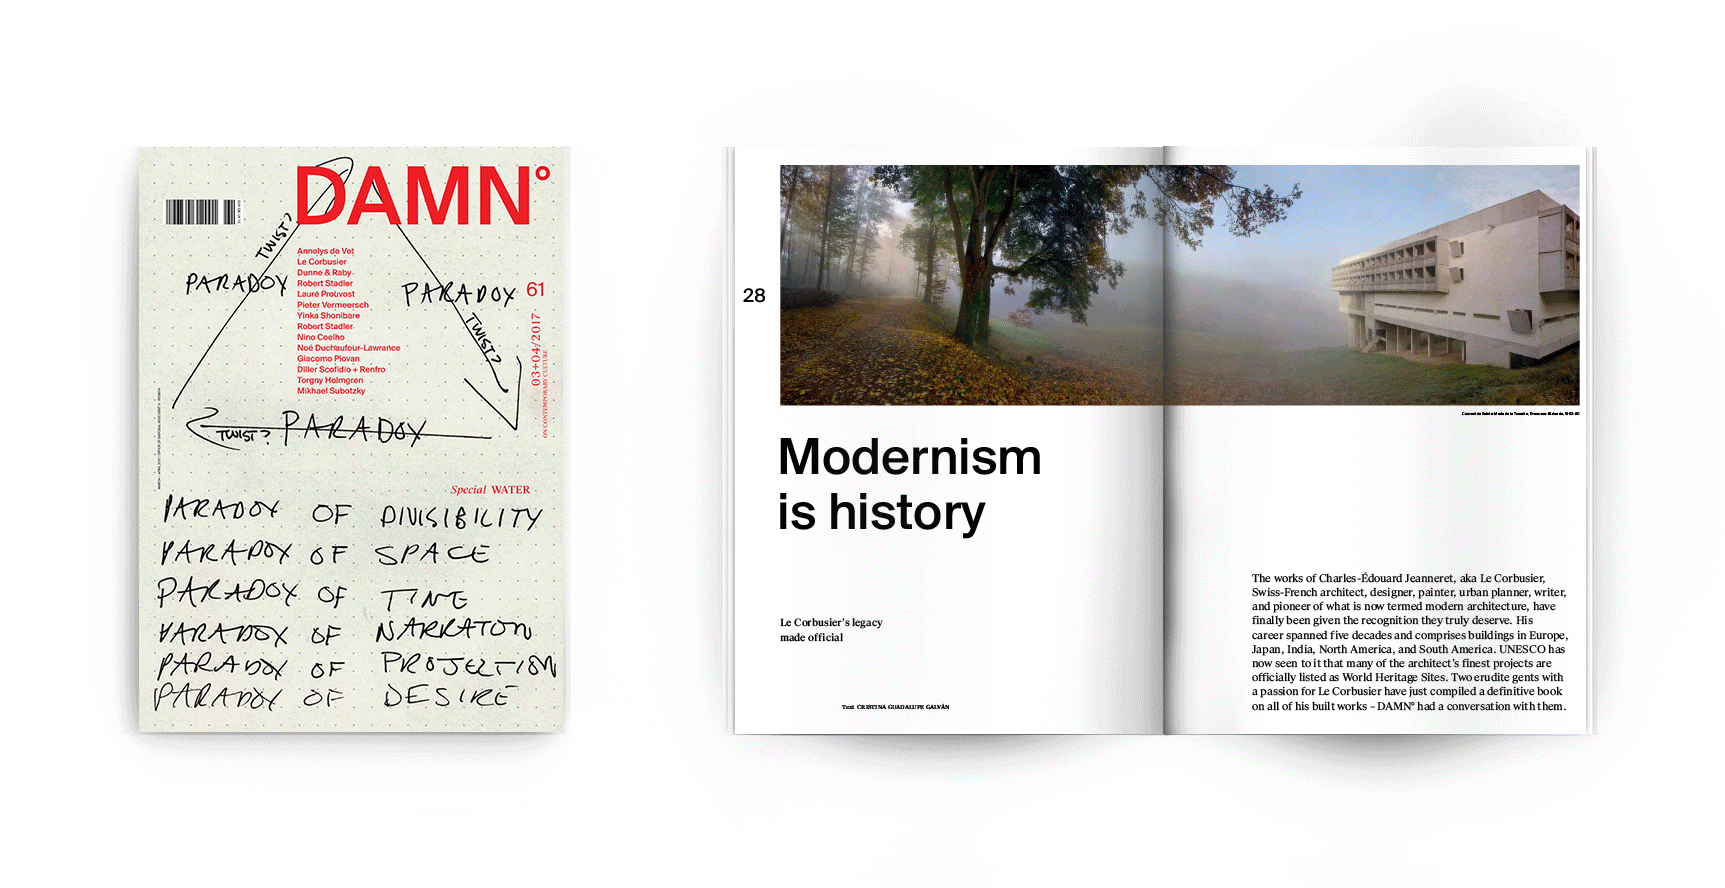 DAMN°
TWIST?
Annelys de Vet
Le Corbusier
Dunne & Raby
Robert Stadler
Laure Prouvost
Pieter Vermeersch
Yinka Shonibare
Robert Stadler
Nino Coelho
Noé Duchaufour-Lawrance
Giacomo Piovan
Diller Scofidio + Renfro
Torgny Holmgren
Mikhael Subotzky
PARADOX
PARADOX
61
TWIST?
03+04/2017
ON CONTEMPORARY CULTURE
TWIST? PARADOX
Special WATER
PARADOX OF DIVISIBILITY
PARADOX OF SPACE
PARADOX OF TIME
PARADOX OF NARRATON
PARADOX OF PROJECTION
PARADOX OF DESIRE
28
Modernism
is history
Le Corbusier's legacy
made official
Text CRISTINA GUADALUPE GALVÁN
The works of Charles-Édouard Jeanneret, aka Le Corbusier,
Swiss-French architect, designer, painter, urban planner, writer,
and pioneer of what is now termed modern architecture, have
finally been given the recognition they truly deserve. His
career spanned five decades and comprises buildings in Europe,
Japan, India, North America, and South America. UNESCO has
now seen to it that many of the architect's finest projects are
officially listed as World Heritage Sites. Two erudite gents with
a passion for Le Corbusier have just compiled a definitive book
on all of his built works – DAMN° had a conversation with them.